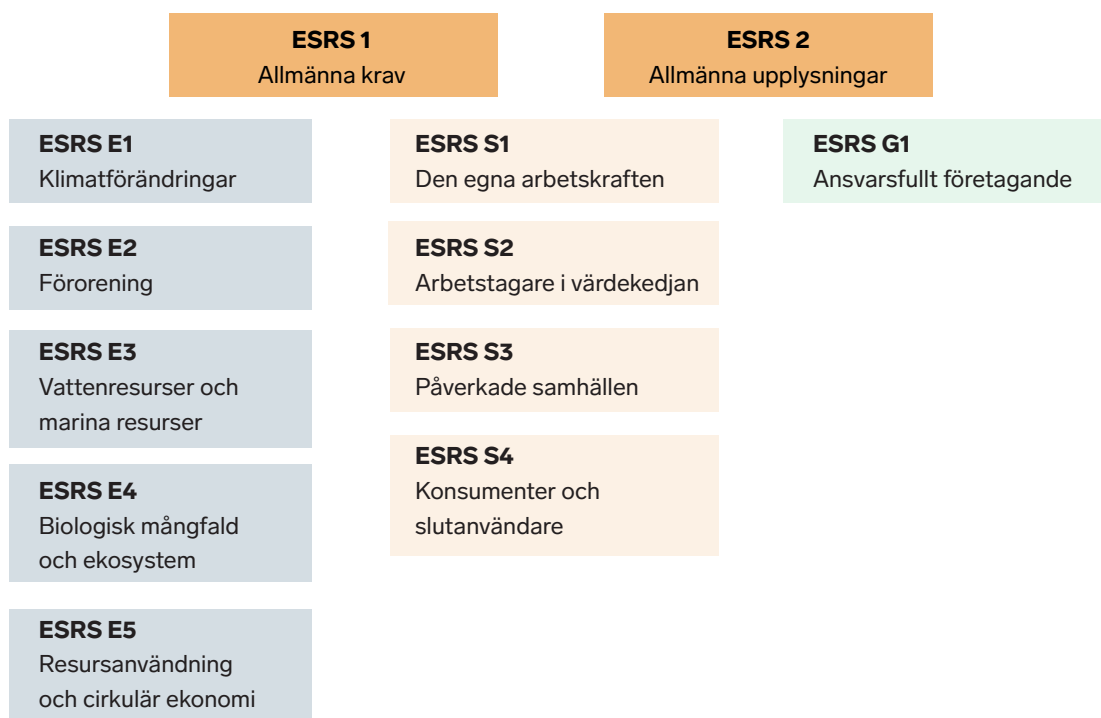 ESRS 1
Allmänna krav
ESRS 2
Allmänna upplysningar
ESRS E1
Klimatförändringar
ESRS E2
Förorening
ESRS E3
Vattenresurser och
marina resurser
ESRS E4
Biologisk mångfald
och ekosystem
ESRS E5
Resursanvändning
och cirkulär ekonomi
ESRS S1
Den egna arbetskraften
ESRS S2
Arbetstagare i värdekedjan
ESRS S3
Påverkade samhällen
ESRS S4
Konsumenter och
slutanvändare
ESRS G1
Ansvarsfullt företagande